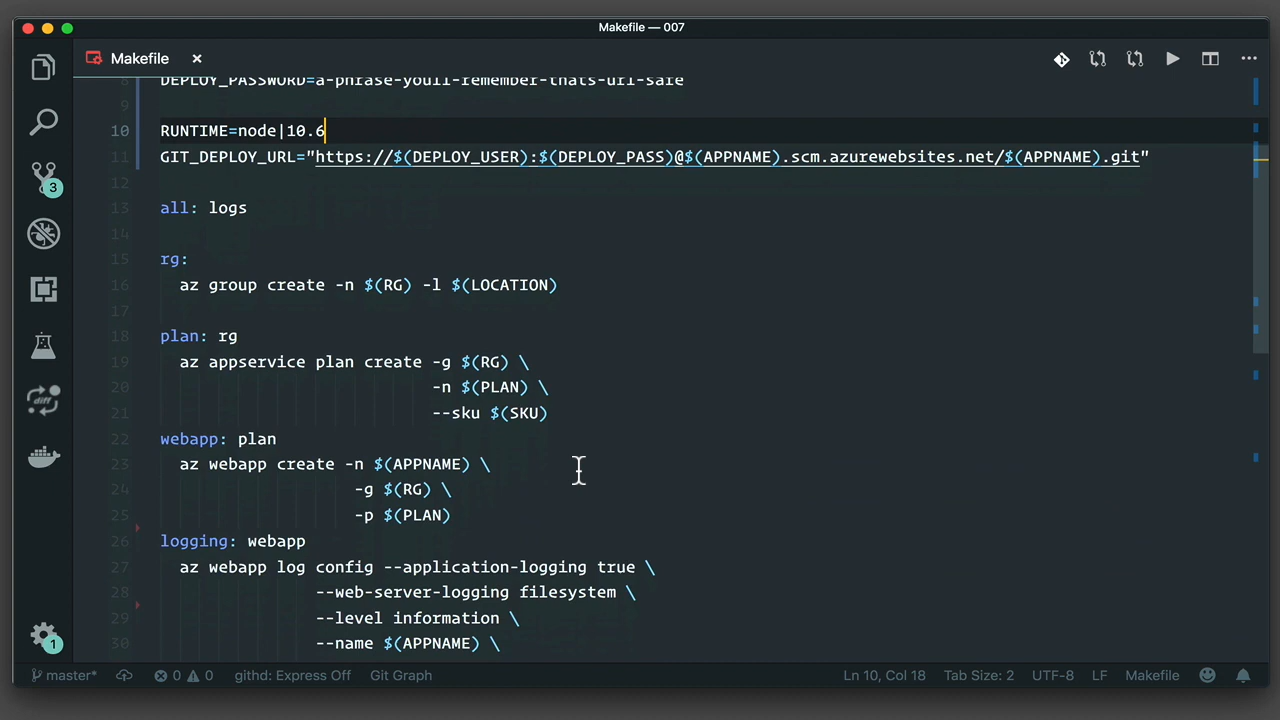 Makefile — 007
Makefile
8 DEPLOY_PASSWORD=a-phrase-youll-remember-thats-url-safe
9
10 RUNTIME=node|10.6
11 GIT_DEPLOY_URL="https://$(DEPLOY_USER):$(DEPLOY_PASS)@$(APPNAME).scm.azurewebsites.net/$(APPNAME).git"
12
13 all: logs
14
15 rg:
16 az group create -n $(RG) -l $(LOCATION)
17
18 plan: rg
19 az appservice plan create -g $(RG) \
20 -n $(PLAN) \
21 --sku $(SKU)
22 webapp: plan
23 az webapp create -n $(APPNAME) \
24 -g $(RG) \
25 -p $(PLAN)
26 logging: webapp
27 az webapp log config --application-logging true \
28 --web-server-logging filesystem \
29 --level information \
30 --name $(APPNAME) \
3
diff
1
master* 0 0 githd: Express Off Git Graph Ln 10, Col 18 Tab Size: 2 UTF-8 LF Makefile